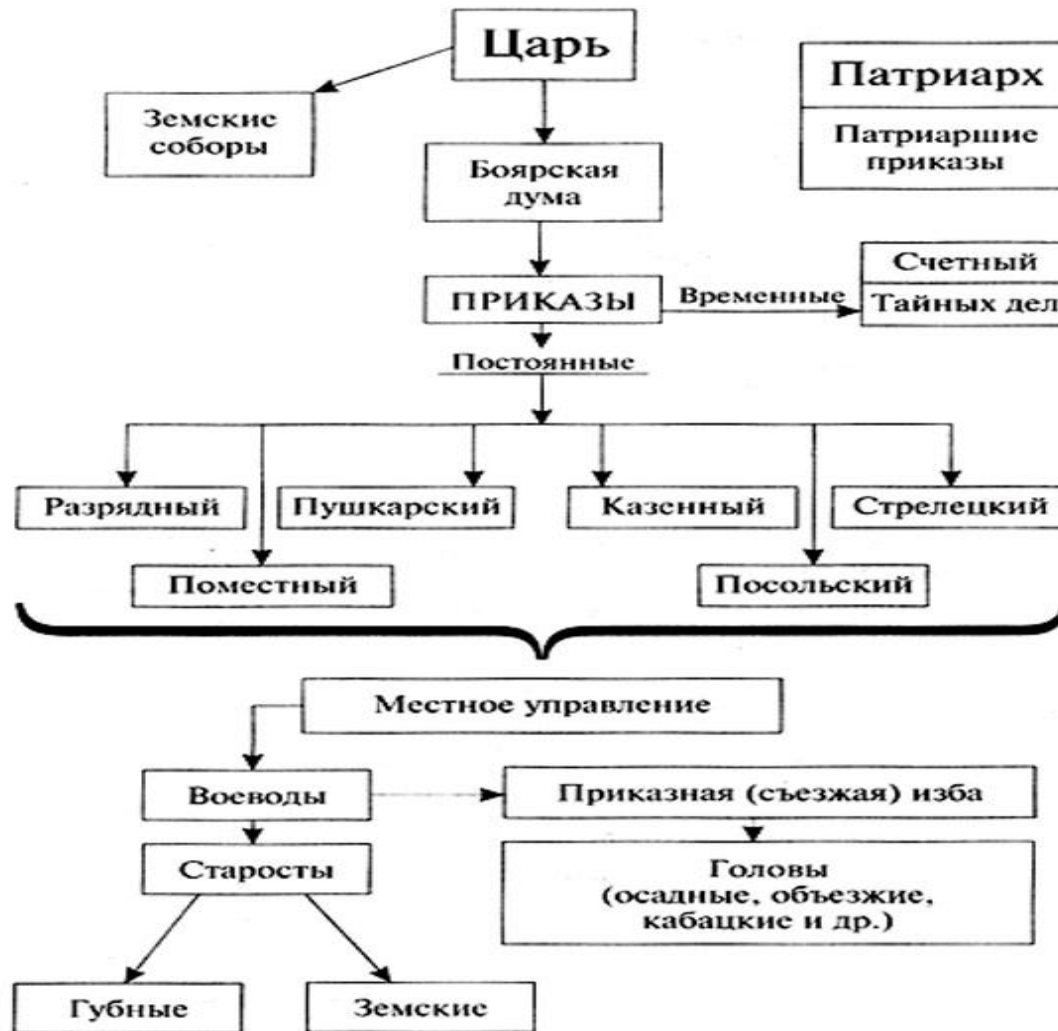 Царь
Патриарх
Земские
соборы
Патриаршие
приказы
Боярская
дума
Счетный
ПРИКАЗЫ
Временные
Тайных дел
Постоянные
Разрядный
Пушкарский
Казенный
Стрелецкий
Поместный
Посольский
Местное управление
Воеводы
Приказная (съезжая) изба
Старосты
Головы
(осадные, объезжие,
кабацкие и др.)
Губные
Земские